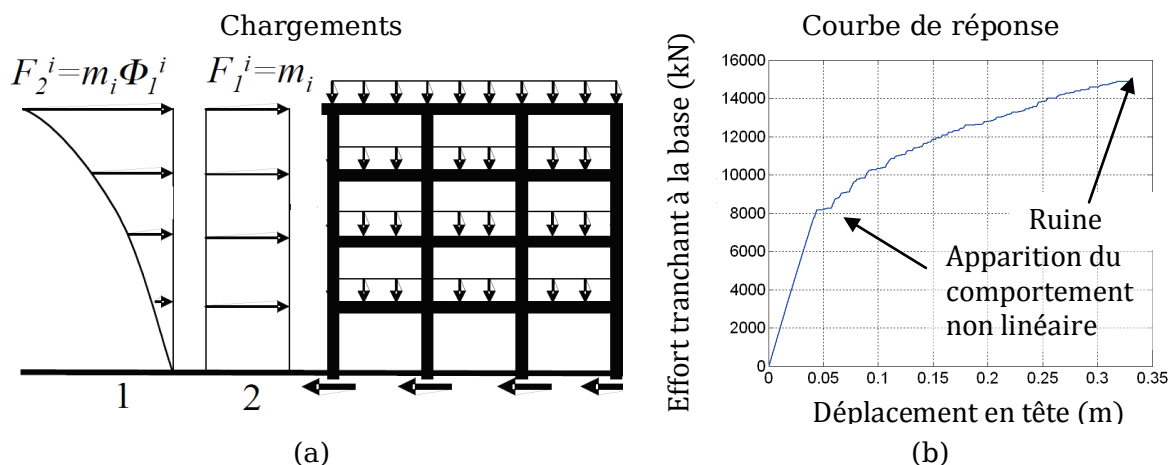 Chargements
F₂ⁱ=mᵢΦ₁ⁱ
F₁ⁱ=mᵢ
1
2
(a)
Courbe de réponse
Effort tranchant à la base (kN)
16000
14000
12000
10000
8000
6000
4000
2000
0
Ruine
Apparition du
comportement
non linéaire
0 0.05 0.1 0.15 0.2 0.25 0.3 0.35
Déplacement en tête (m)
(b)